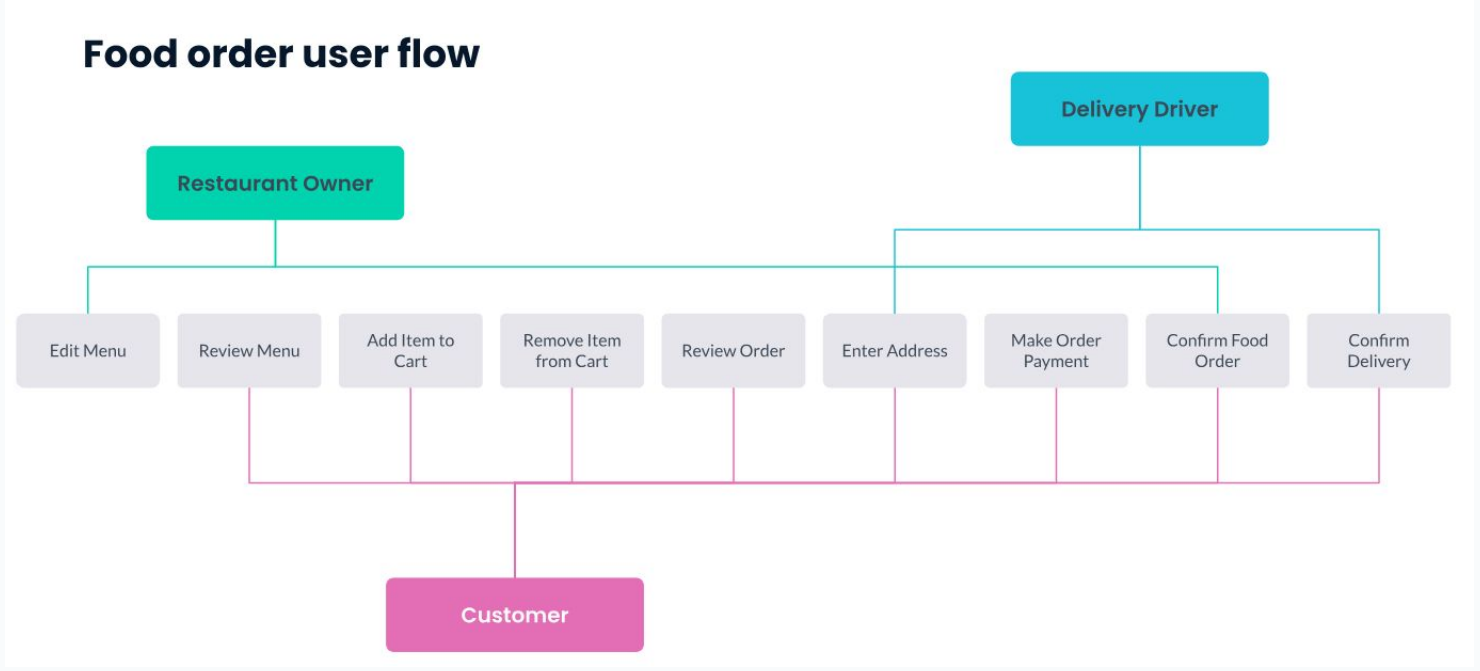 Food order user flow
Delivery Driver
Restaurant Owner
Edit Menu
Review Menu
Add Item to
Cart
Remove Item
from Cart
Review Order
Enter Address
Make Order
Payment
Confirm Food
Order
Confirm
Delivery
Customer